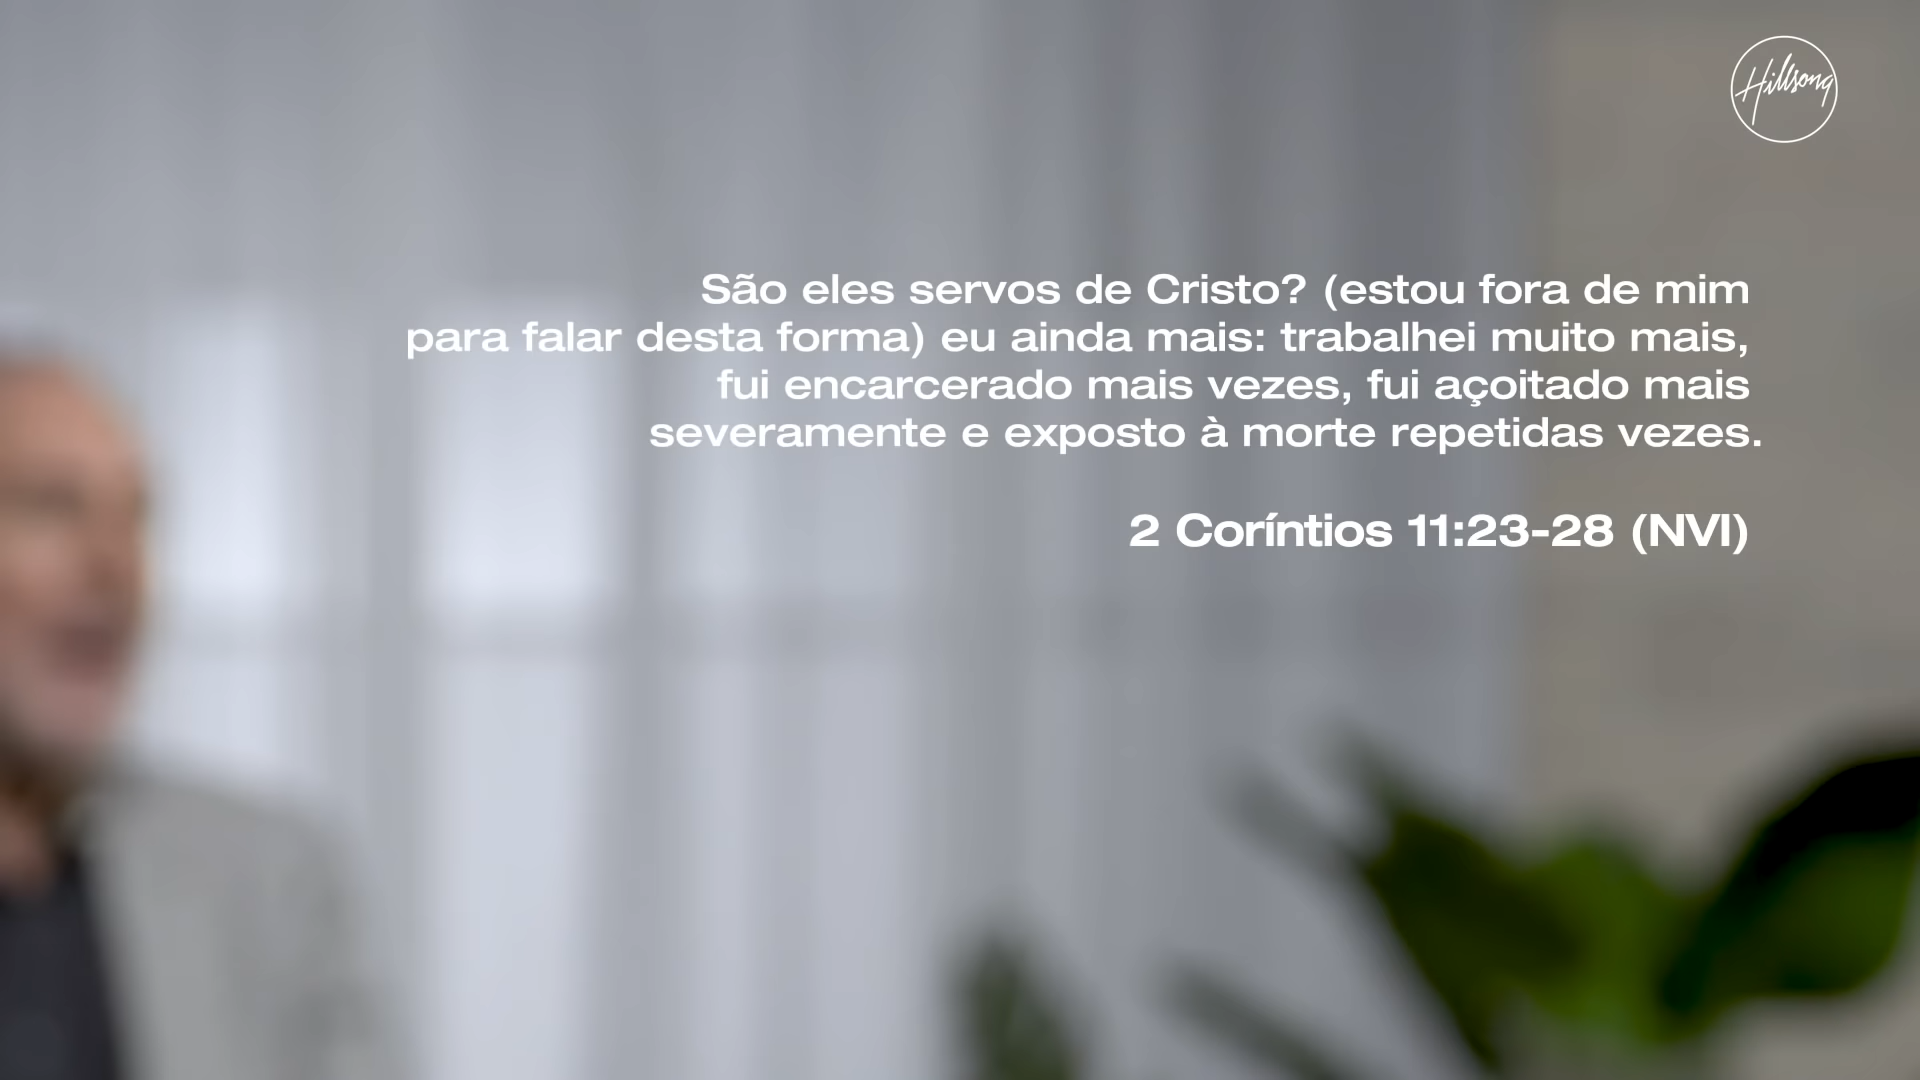 Hillsong
São eles servos de Cristo? (estou fora de mim
para falar desta forma) eu ainda mais: trabalhei muito mais,
fui encarcerado mais vezes, fui açoitado mais
severamente e exposto à morte repetidas vezes.
2 Coríntios 11:23-28 (NVI)